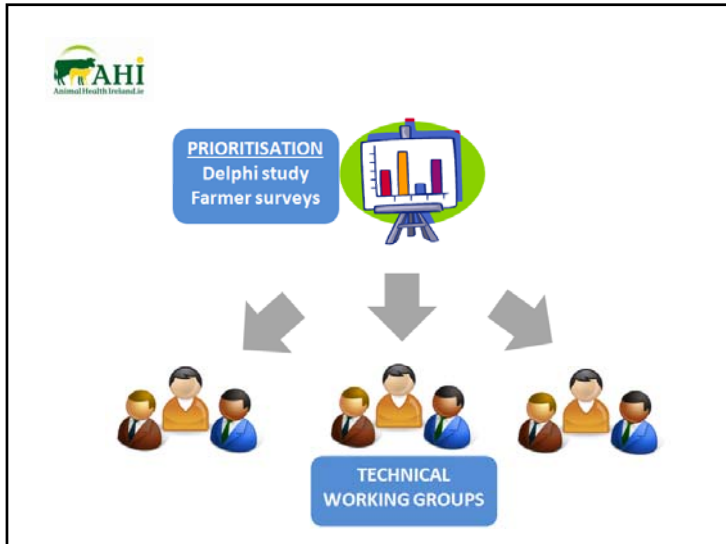 AHI
Animal Health Ireland.ie
PRIORITISATION
Delphi study
Farmer surveys
TECHNICAL
WORKING GROUPS